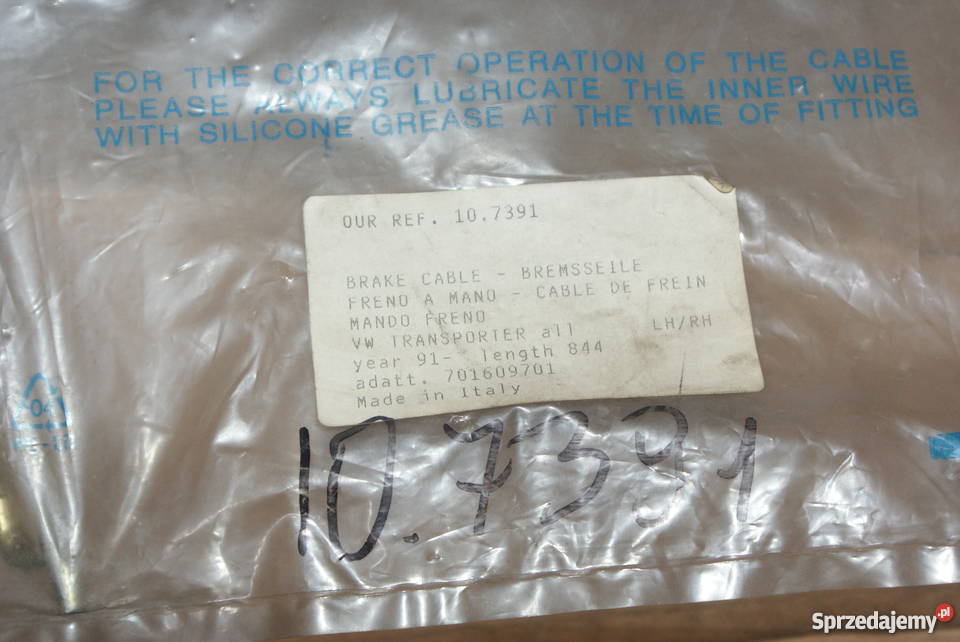 FOR THE CORRECT OPERATION OF THE CABLE
PLEASE ALWAYS LUBRICATE THE INNER WIRE
WITH SILICONE GREASE AT THE TIME OF FITTING
OUR REF. 10.7391
BRAKE CABLE - BREMSSEILE
FRENO A MANO - CABLE DE FREIN
MANDO FRENO
VW TRANSPORTER all LH/RH
year 91- length 844
adatt. 701609701
Made in Italy
04
10.7391
Sprzedajemy.pl